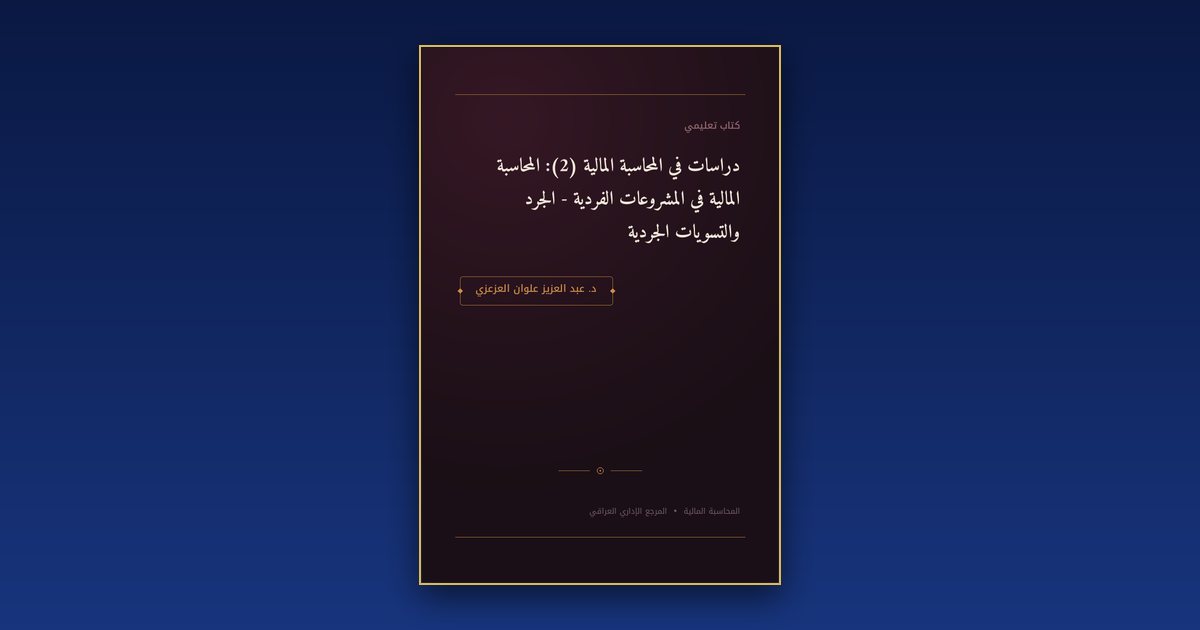 كتاب تعليمي
دراسات في المحاسبة المالية (2): المحاسبة
المالية في المشروعات الفردية - الجرد
والتسويات الجردية
د. عبد العزيز علوان العزعزي
المحاسبة المالية • المرجع الإداري العراقي